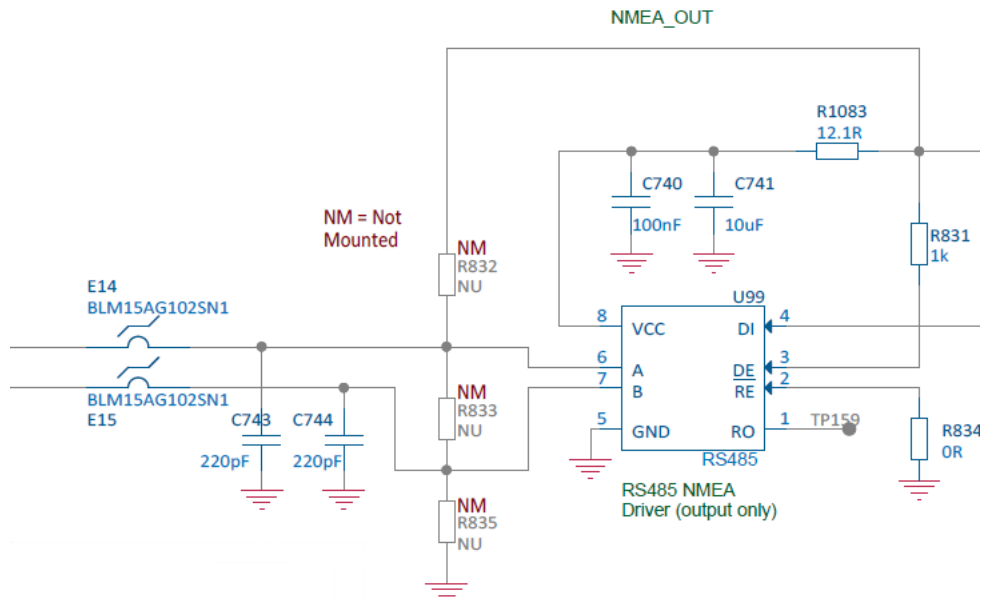 NMEA_OUT
R1083
12.1R
C740
100nF
C741
10uF
R831
1k
NM = Not
Mounted
NM
R832
NU
E14
BLM15AG102SN1
BLM15AG102SN1
E15
C743
220pF
C744
220pF
NM
R833
NU
NM
R835
NU
U99
8
VCC
DI
4
6
A
DE
3
7
B
RE
2
5
GND
RO
1
TP159
RS485
R834
0R
RS485 NMEA
Driver (output only)